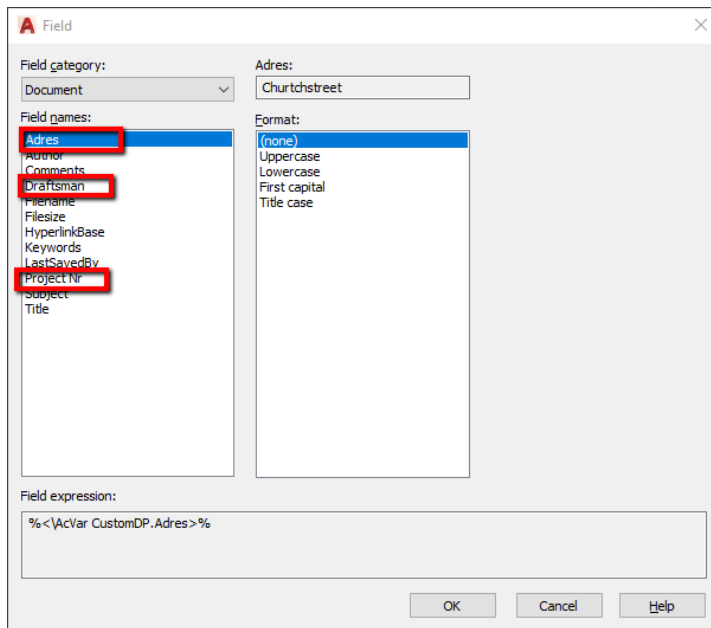 Field
Field category:
Document
Field names:
Adres
Author
Comments
Draftsman
Filename
Filesize
HyperlinkBase
Keywords
LastSavedBy
Project Nr
Subject
Title
Adres:
Churtchstreet
Format:
(none)
Uppercase
Lowercase
First capital
Title case
Field expression:
%<\AcVar CustomDP.Adres>%
OK
Cancel
Help